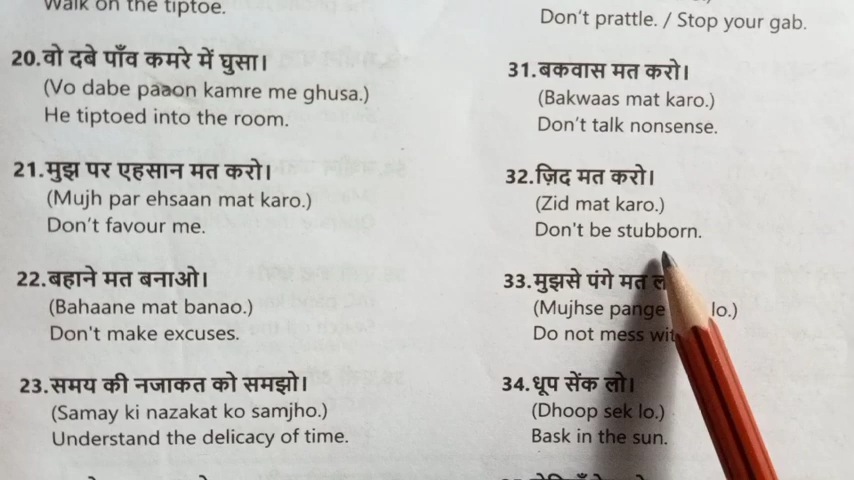 Walk on the tiptoe.
20.वो दबे पाँव कमरे में घुसा।
(Vo dabe paaon kamre me ghusa.)
He tiptoed into the room.
21.मुझ पर एहसान मत करो।
(Mujh par ehsaan mat karo.)
Don't favour me.
22.बहाने मत बनाओ।
(Bahaane mat banao.)
Don't make excuses.
23.समय की नजाकत को समझो।
(Samay ki nazakat ko samjho.)
Understand the delicacy of time.
Don't prattle. / Stop your gab.
31.बकवास मत करो।
(Bakwaas mat karo.)
Don't talk nonsense.
32.ज़िद मत करो।
(Zid mat karo.)
Don't be stubborn.
33.मुझसे पंगे मत
(Mujhse pange lo.)
Do not mess
34.धूप सेंक लो।
(Dhoop sek lo.)
Bask in the sun.